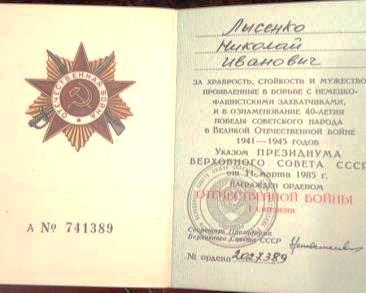 ОТЕЧЕСТВЕННАЯ ВОЙНА
А № 741389
Лысенко
Николай
Иванович
ЗА ХРАБРОСТЬ, СТОЙКОСТЬ И МУЖЕСТВО,
ПРОЯВЛЕННЫЕ В БОРЬБЕ С НЕМЕЦКО-
ФАШИСТСКИМИ ЗАХВАТЧИКАМИ,
И В ОЗНАМЕНОВАНИЕ 40-ЛЕТИЯ
ПОБЕДЫ СОВЕТСКОГО НАРОДА
В ВЕЛИКОЙ ОТЕЧЕСТВЕННОЙ ВОЙНЕ
1941—1945 ГОДОВ
УКАЗОМ ПРЕЗИДИУМА
ВЕРХОВНОГО СОВЕТА СССР
от 11 марта 1985 г.
НАГРАЖДЕН ОРДЕНОМ
ОТЕЧЕСТВЕННОЙ ВОЙНЫ
I СТЕПЕНИ
Секретарь Президиума
Верховного Совета СССР
№ ордена 2027389